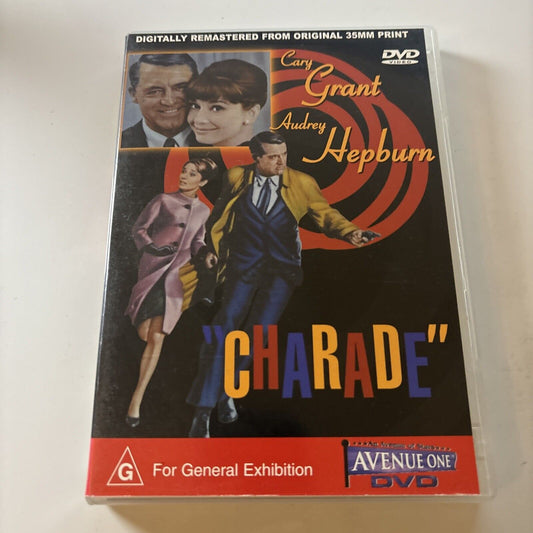 DIGITALLY REMASTERED FROM ORIGINAL 35MM PRINT
DVD
VIDEO
Cary
Grant
Audrey
Hepburn
"CHARADE"
G
For General Exhibition
AVENUE ONE
DVD